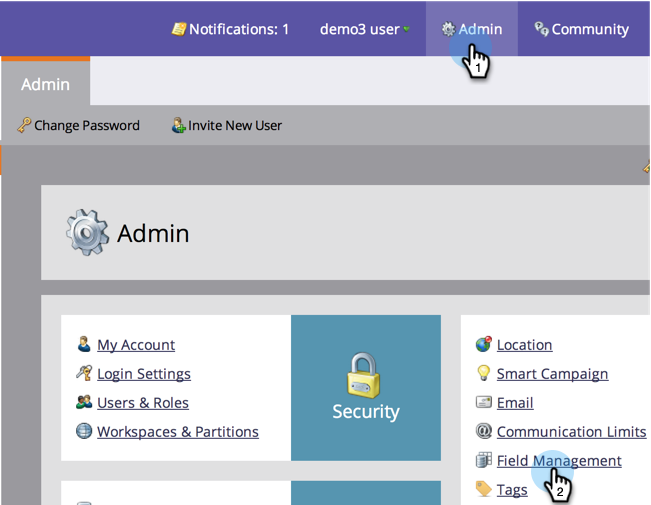 Notifications: 1 demo3 user Admin Community
1
Admin
Change Password Invite New User
Admin
My Account
Login Settings
Users & Roles
Workspaces & Partitions
Security
Location
Smart Campaign
Email
Communication Limits
Field Management
2
Tags